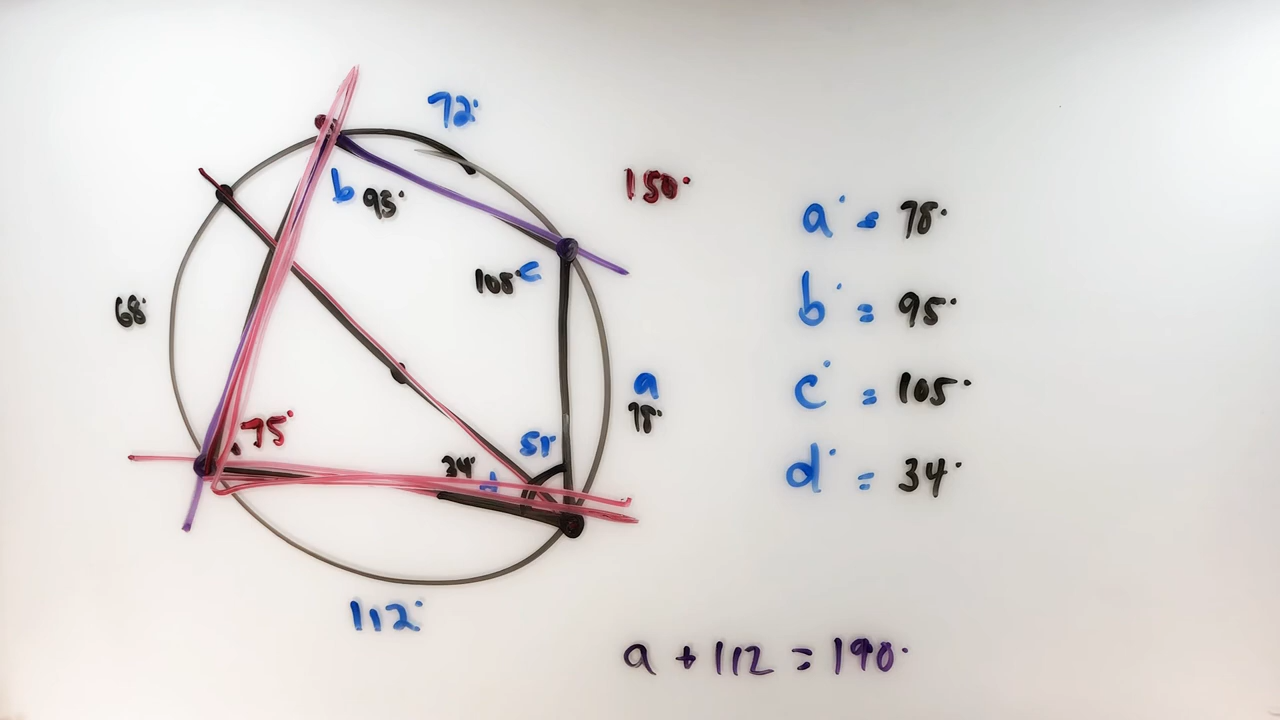 72°
150°
b 95°
a° = 78°
105° c
b° = 95°
68°
a
78°
c° = 105°
75°
51°
34° d
d° = 34°
112°
a + 112 = 190°